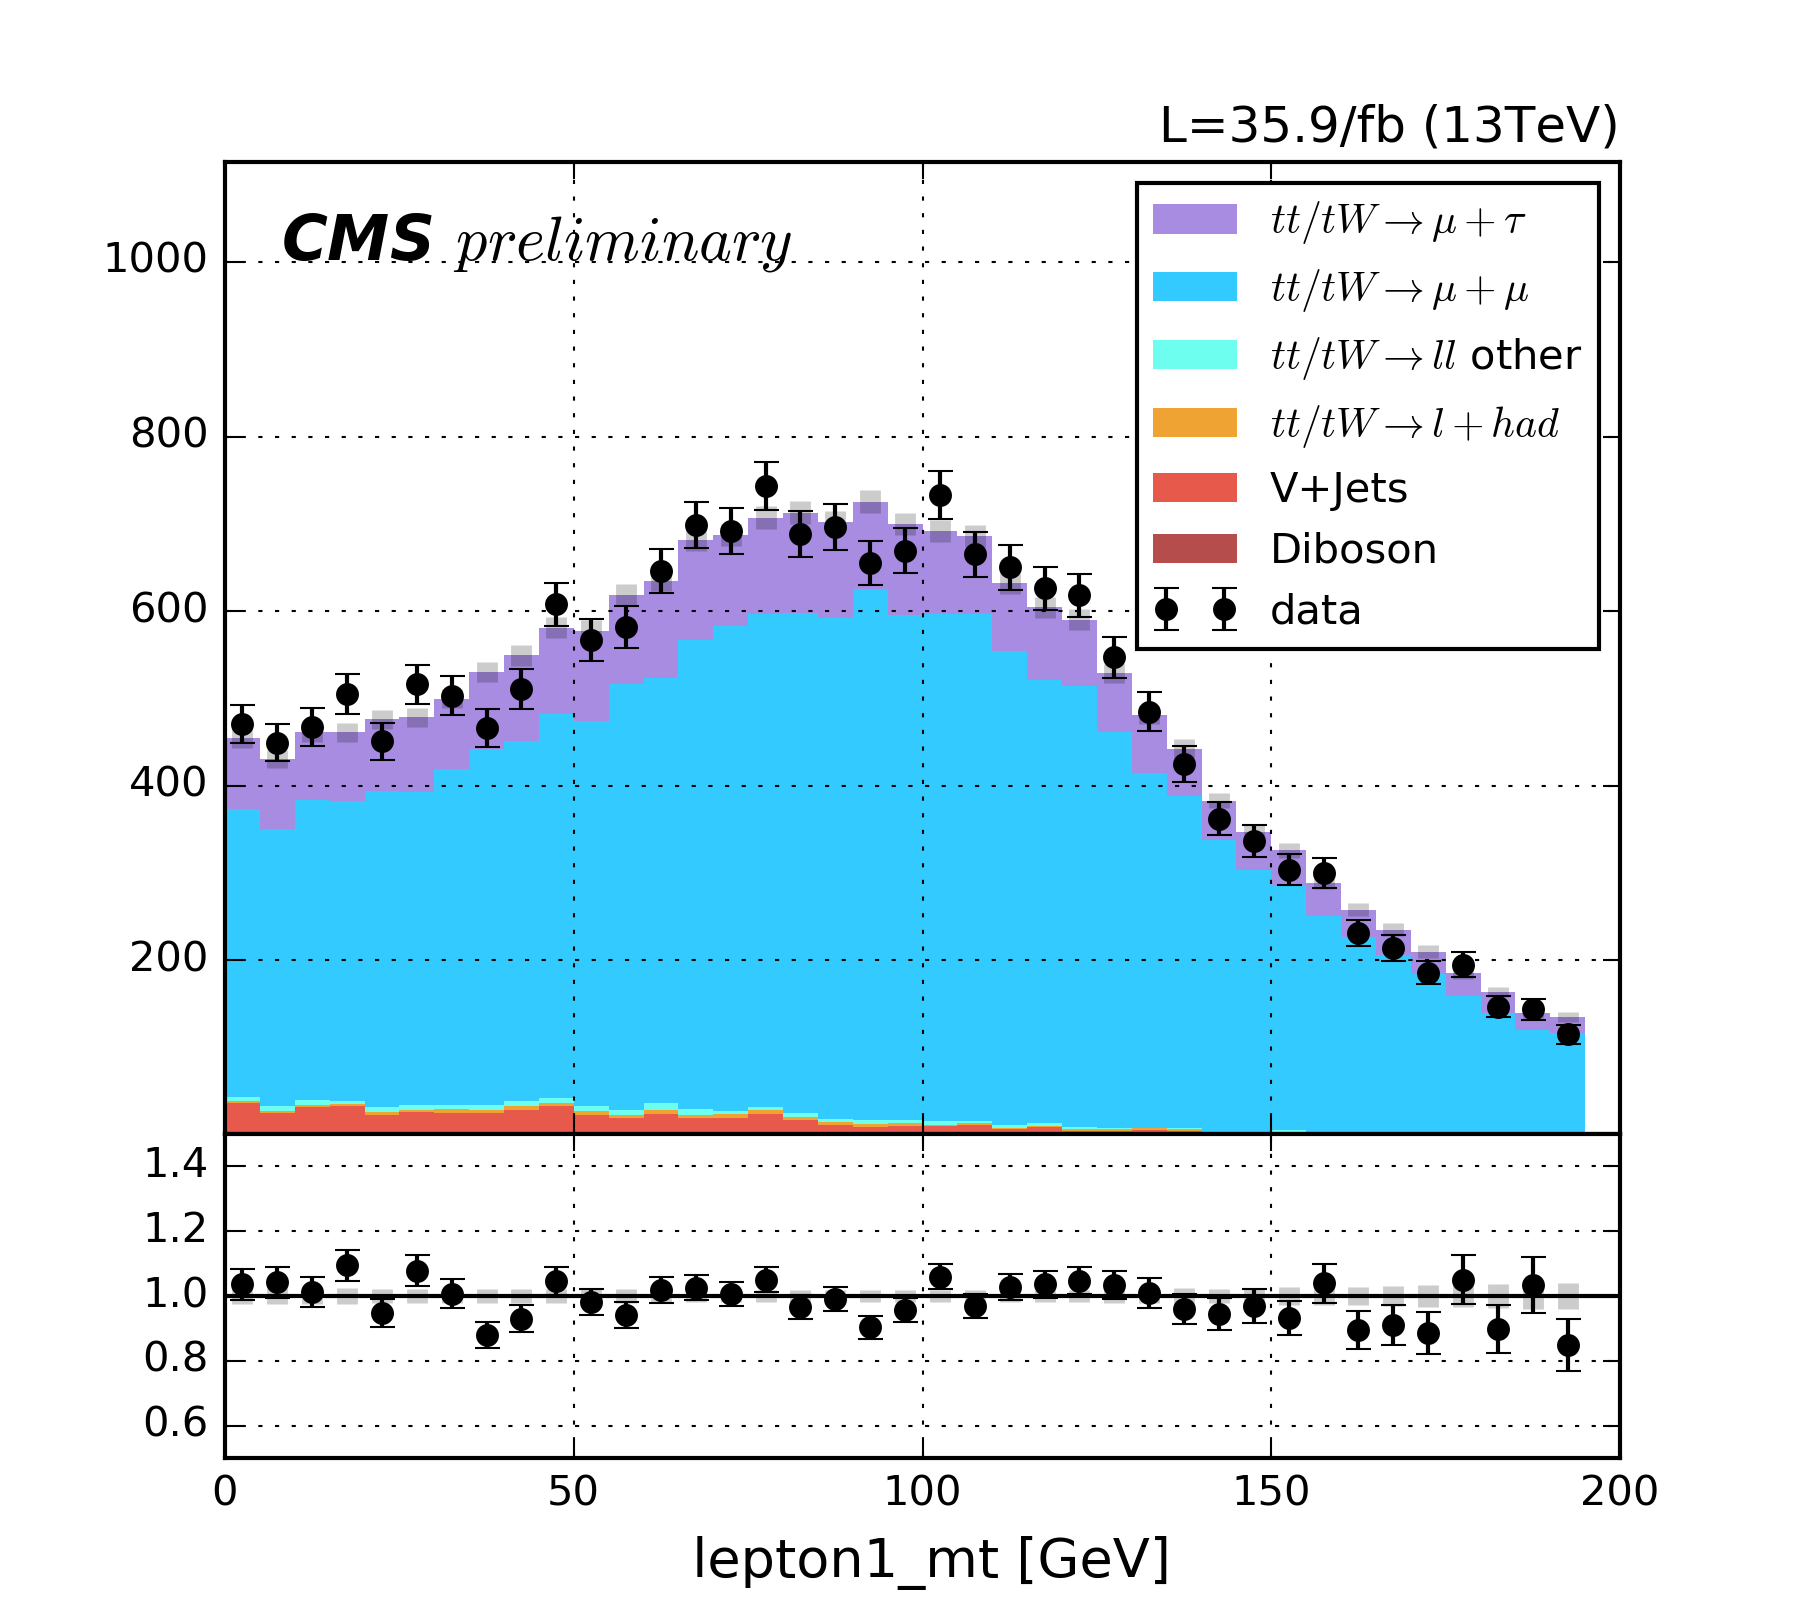 L=35.9/fb (13TeV)
CMS preliminary
tt/tW → μ + τ
tt/tW → μ + μ
tt/tW → ll other
tt/tW → l + had
V+Jets
Diboson
data
1000
800
600
400
200
1.4
1.2
1.0
0.8
0.6
0 50 100 150 200
lepton1_mt [GeV]